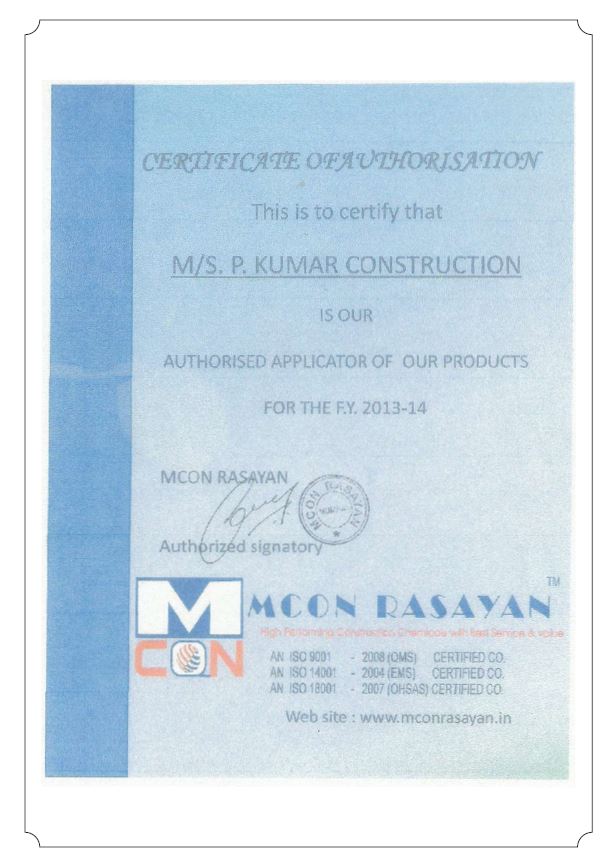 CERTIFICATE OF AUTHORISATION
This is to certify that
M/S. P. KUMAR CONSTRUCTION
IS OUR
AUTHORISED APPLICATOR OF OUR PRODUCTS
FOR THE F.Y. 2013-14
MCON RASAYAN
MCON RASAYAN
Authorized signatory
M
CON
MCON RASAYAN TM
High Performing Construction Chemicals with Best Service & value
AN ISO 9001 - 2008 (QMS) CERTIFIED CO.
AN ISO 14001 - 2004 (EMS) CERTIFIED CO.
AN ISO 18001 - 2007 (OHSAS) CERTIFIED CO.
Web site : www.mconrasayan.in